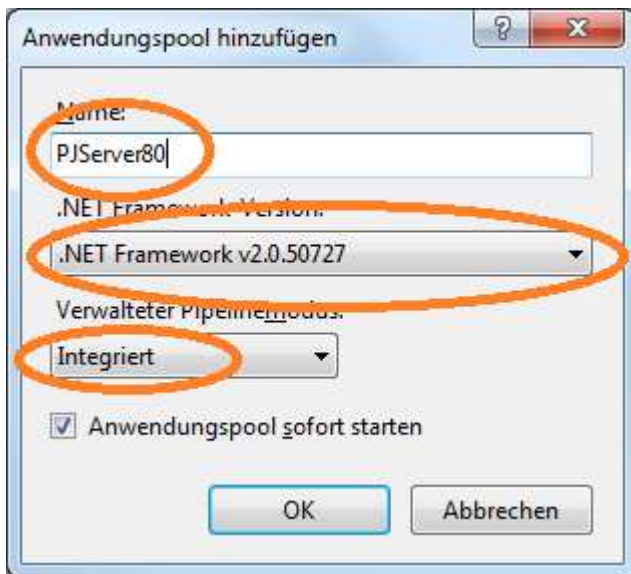 Anwendungspool hinzufügen
Name:
PJServer80
.NET Framework-Version:
.NET Framework v2.0.50727
Verwalteter Pipelinemodus:
Integriert
Anwendungspool sofort starten
OK
Abbrechen